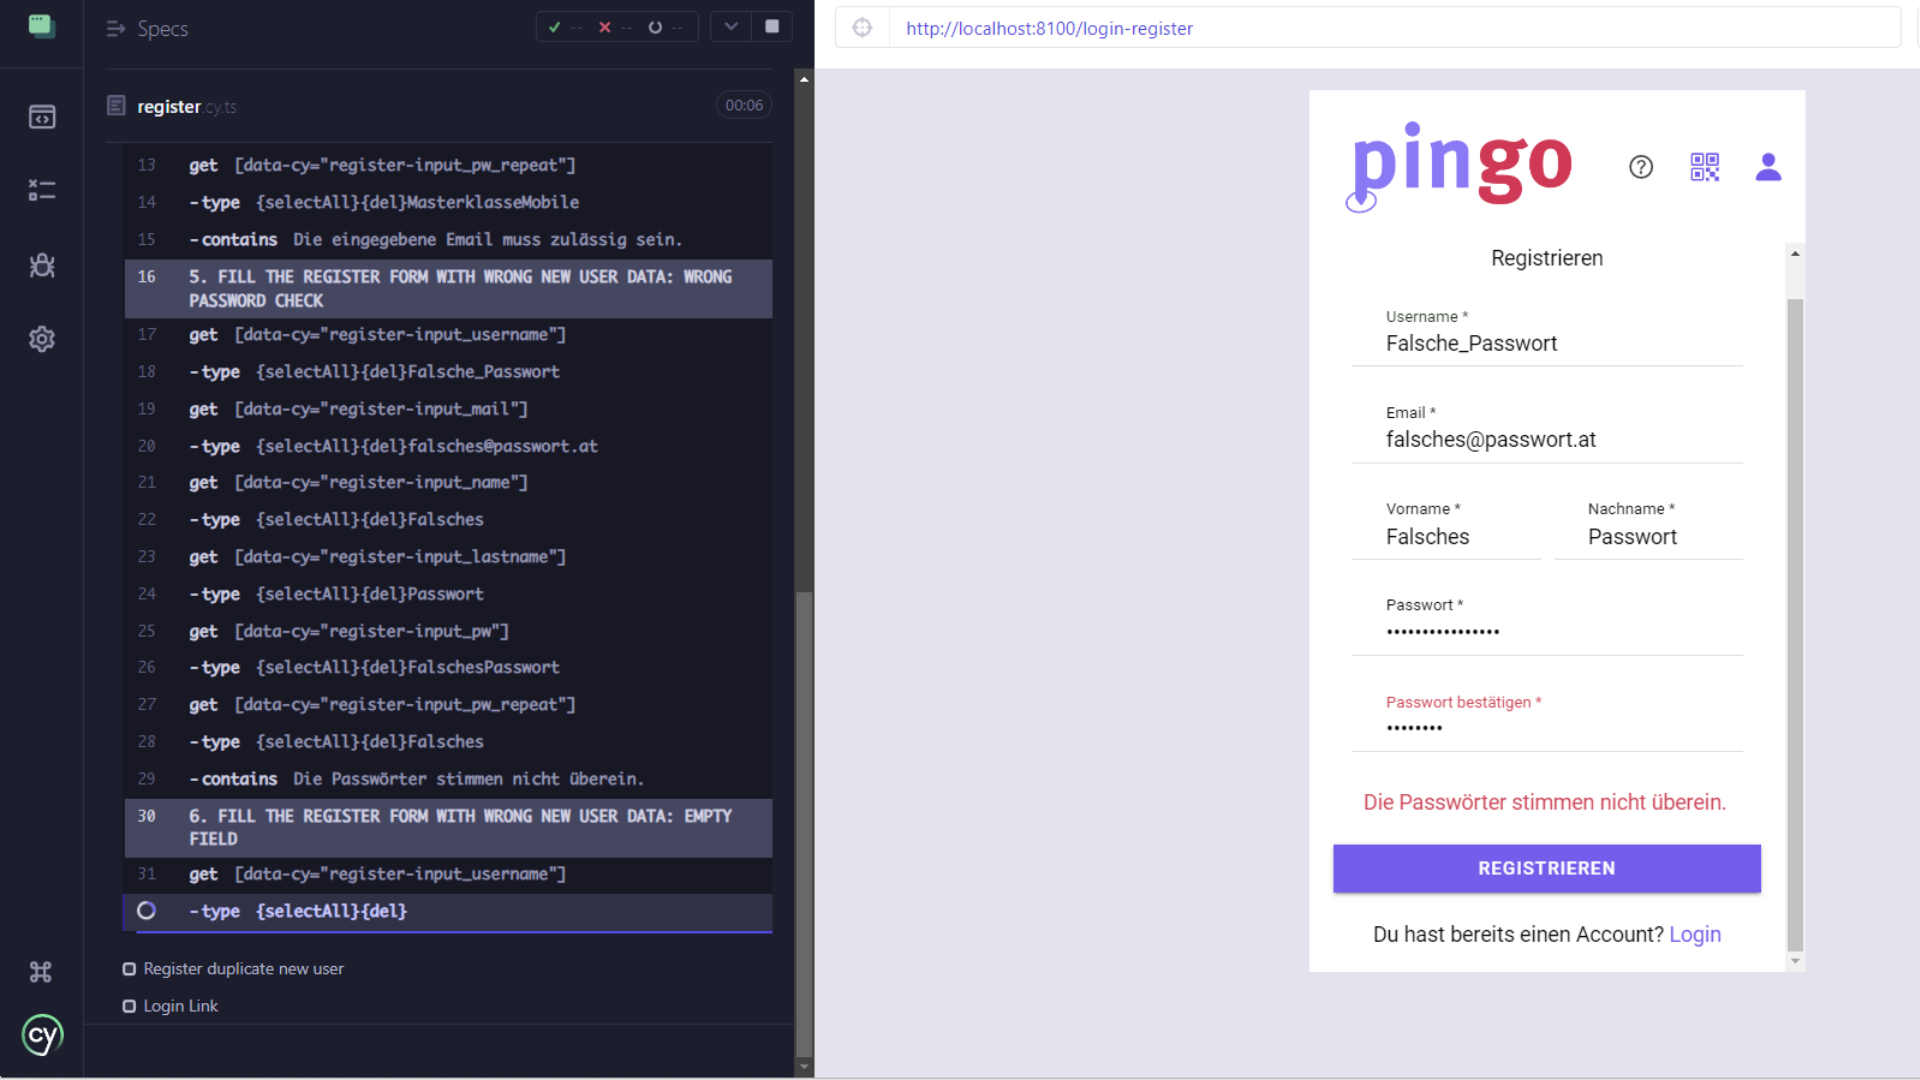 Specs
-- -- --
register.cy.ts 00:06
13 get [data-cy="register-input_pw_repeat"]
14 -type {selectAll}{del}MasterklasseMobile
15 -contains Die eingegebene Email muss zulässig sein.
16 5. FILL THE REGISTER FORM WITH WRONG NEW USER DATA: WRONG
PASSWORD CHECK
17 get [data-cy="register-input_username"]
18 -type {selectAll}{del}Falsche_Passwort
19 get [data-cy="register-input_mail"]
20 -type {selectAll}{del}falsches@passwort.at
21 get [data-cy="register-input_name"]
22 -type {selectAll}{del}Falsches
23 get [data-cy="register-input_lastname"]
24 -type {selectAll}{del}Passwort
25 get [data-cy="register-input_pw"]
26 -type {selectAll}{del}FalschesPasswort
27 get [data-cy="register-input_pw_repeat"]
28 -type {selectAll}{del}Falsches
29 -contains Die Passwörter stimmen nicht überein.
30 6. FILL THE REGISTER FORM WITH WRONG NEW USER DATA: EMPTY
FIELD
31 get [data-cy="register-input_username"]
-type {selectAll}{del}
Register duplicate new user
Login Link
cy
http://localhost:8100/login-register
pingo
Registrieren
Username *
Falsche_Passwort
Email *
falsches@passwort.at
Vorname * Nachname *
Falsches Passwort
Passwort *
••••••••••••••••
Passwort bestätigen *
••••••••
Die Passwörter stimmen nicht überein.
REGISTRIEREN
Du hast bereits einen Account? Login